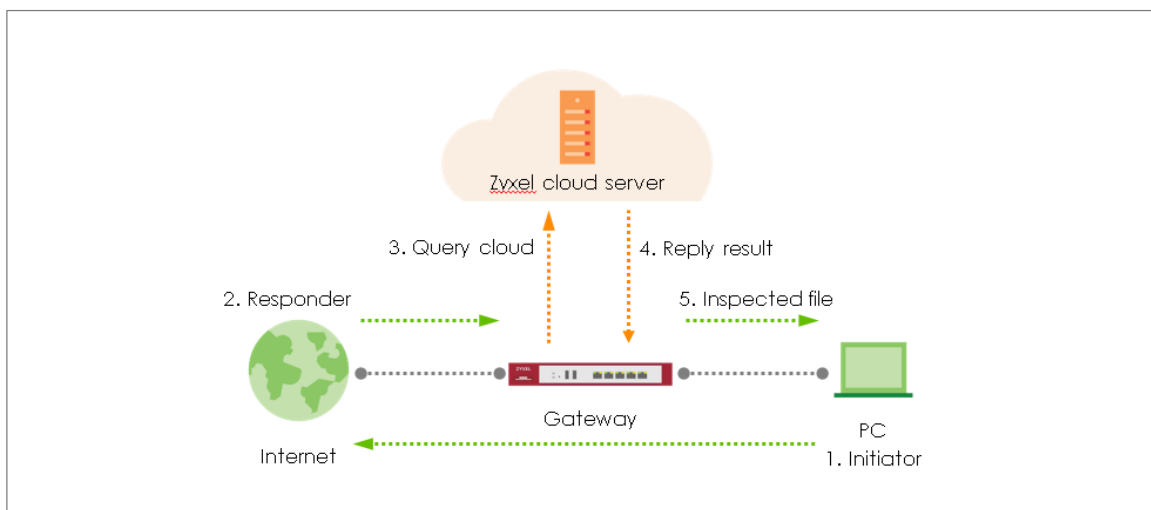 Zyxel cloud server
3. Query cloud
4. Reply result
2. Responder
5. Inspected file
ZYXEL
Gateway
Internet
PC
1. Initiator